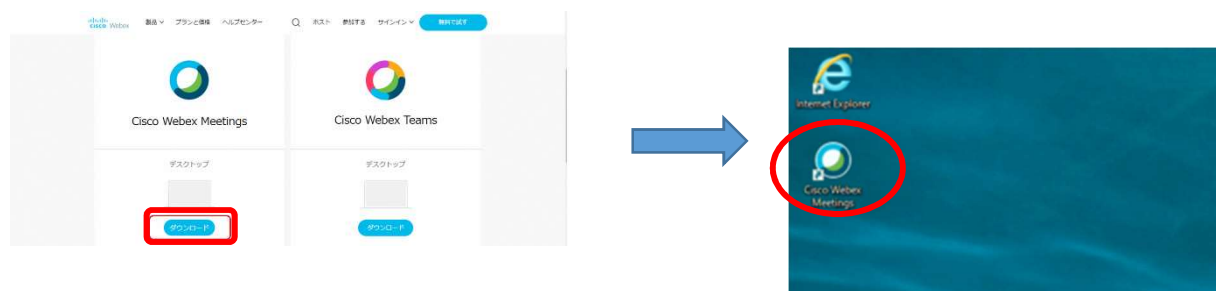 CISCO Webex 製品 プランと価格 ヘルプセンター ホスト 参加する サインイン 無料で試す
Cisco Webex Meetings
Cisco Webex Teams
デスクトップ
デスクトップ
ダウンロード
ダウンロード
Internet Explorer
Cisco Webex
Meetings